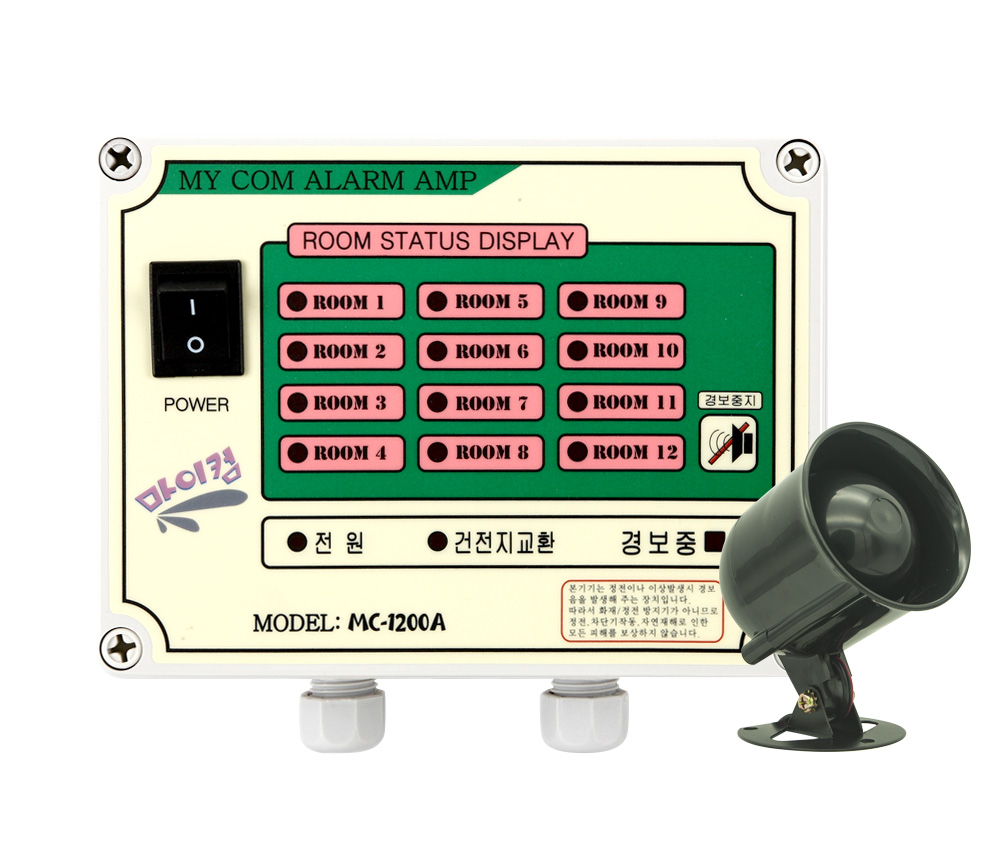 MY COM ALARM AMP
ROOM STATUS DISPLAY
ROOM 1
ROOM 5
ROOM 9
ROOM 2
ROOM 6
ROOM 10
ROOM 3
ROOM 7
ROOM 11
ROOM 4
ROOM 8
ROOM 12
경보중지
I
O
POWER
마이컴
전 원
건전지교환
경보중
본기기는 정전이나 이상발생시 경보
음을 발생해 주는 장치입니다.
따라서 화재/정전 방지기가 아니므로
정전,차단기작동,자연재해로 인한
모든 피해를 보상하지 않습니다.
MODEL: MC-1200A